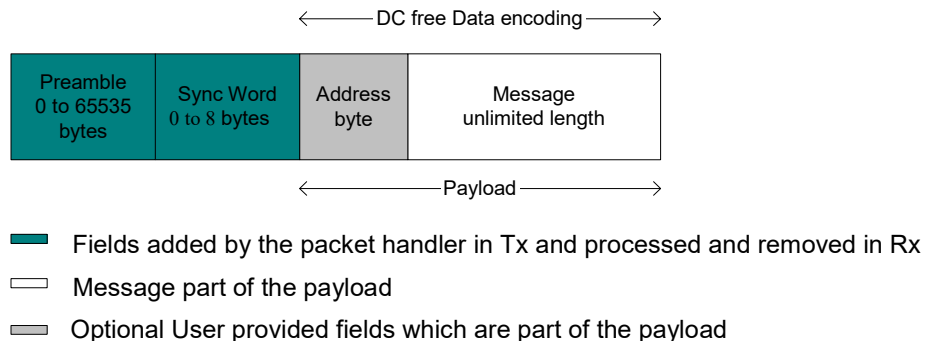 DC free Data encoding
Preamble
0 to 65535
bytes
Sync Word
0 to 8 bytes
Address
byte
Message
unlimited length
Payload
Fields added by the packet handler in Tx and processed and removed in Rx
Message part of the payload
Optional User provided fields which are part of the payload